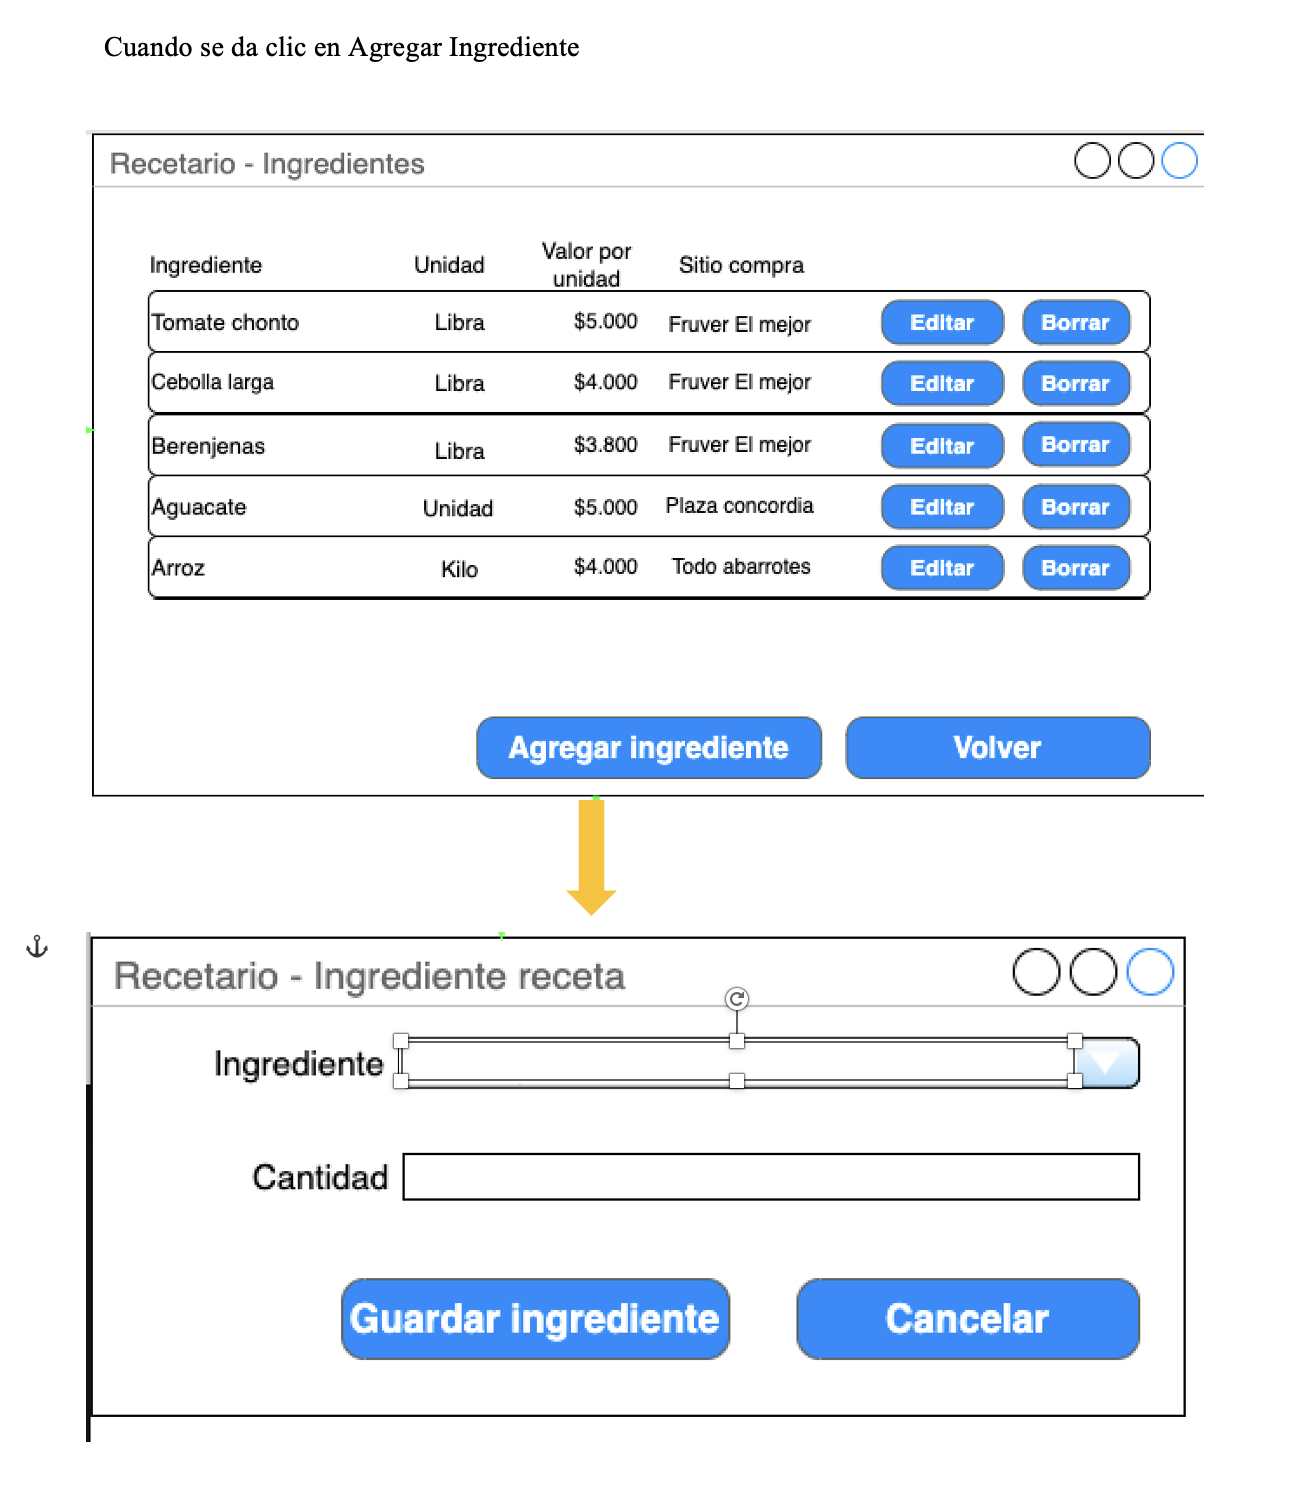 Cuando se da clic en Agregar Ingrediente
Recetario - Ingredientes
Ingrediente Unidad Valor por unidad Sitio compra
Tomate chonto Libra $5.000 Fruver El mejor Editar Borrar
Cebolla larga Libra $4.000 Fruver El mejor Editar Borrar
Berenjenas Libra $3.800 Fruver El mejor Editar Borrar
Aguacate Unidad $5.000 Plaza concordia Editar Borrar
Arroz Kilo $4.000 Todo abarrotes Editar Borrar
Agregar ingrediente Volver
Recetario - Ingrediente receta
Ingrediente
Cantidad
Guardar ingrediente Cancelar